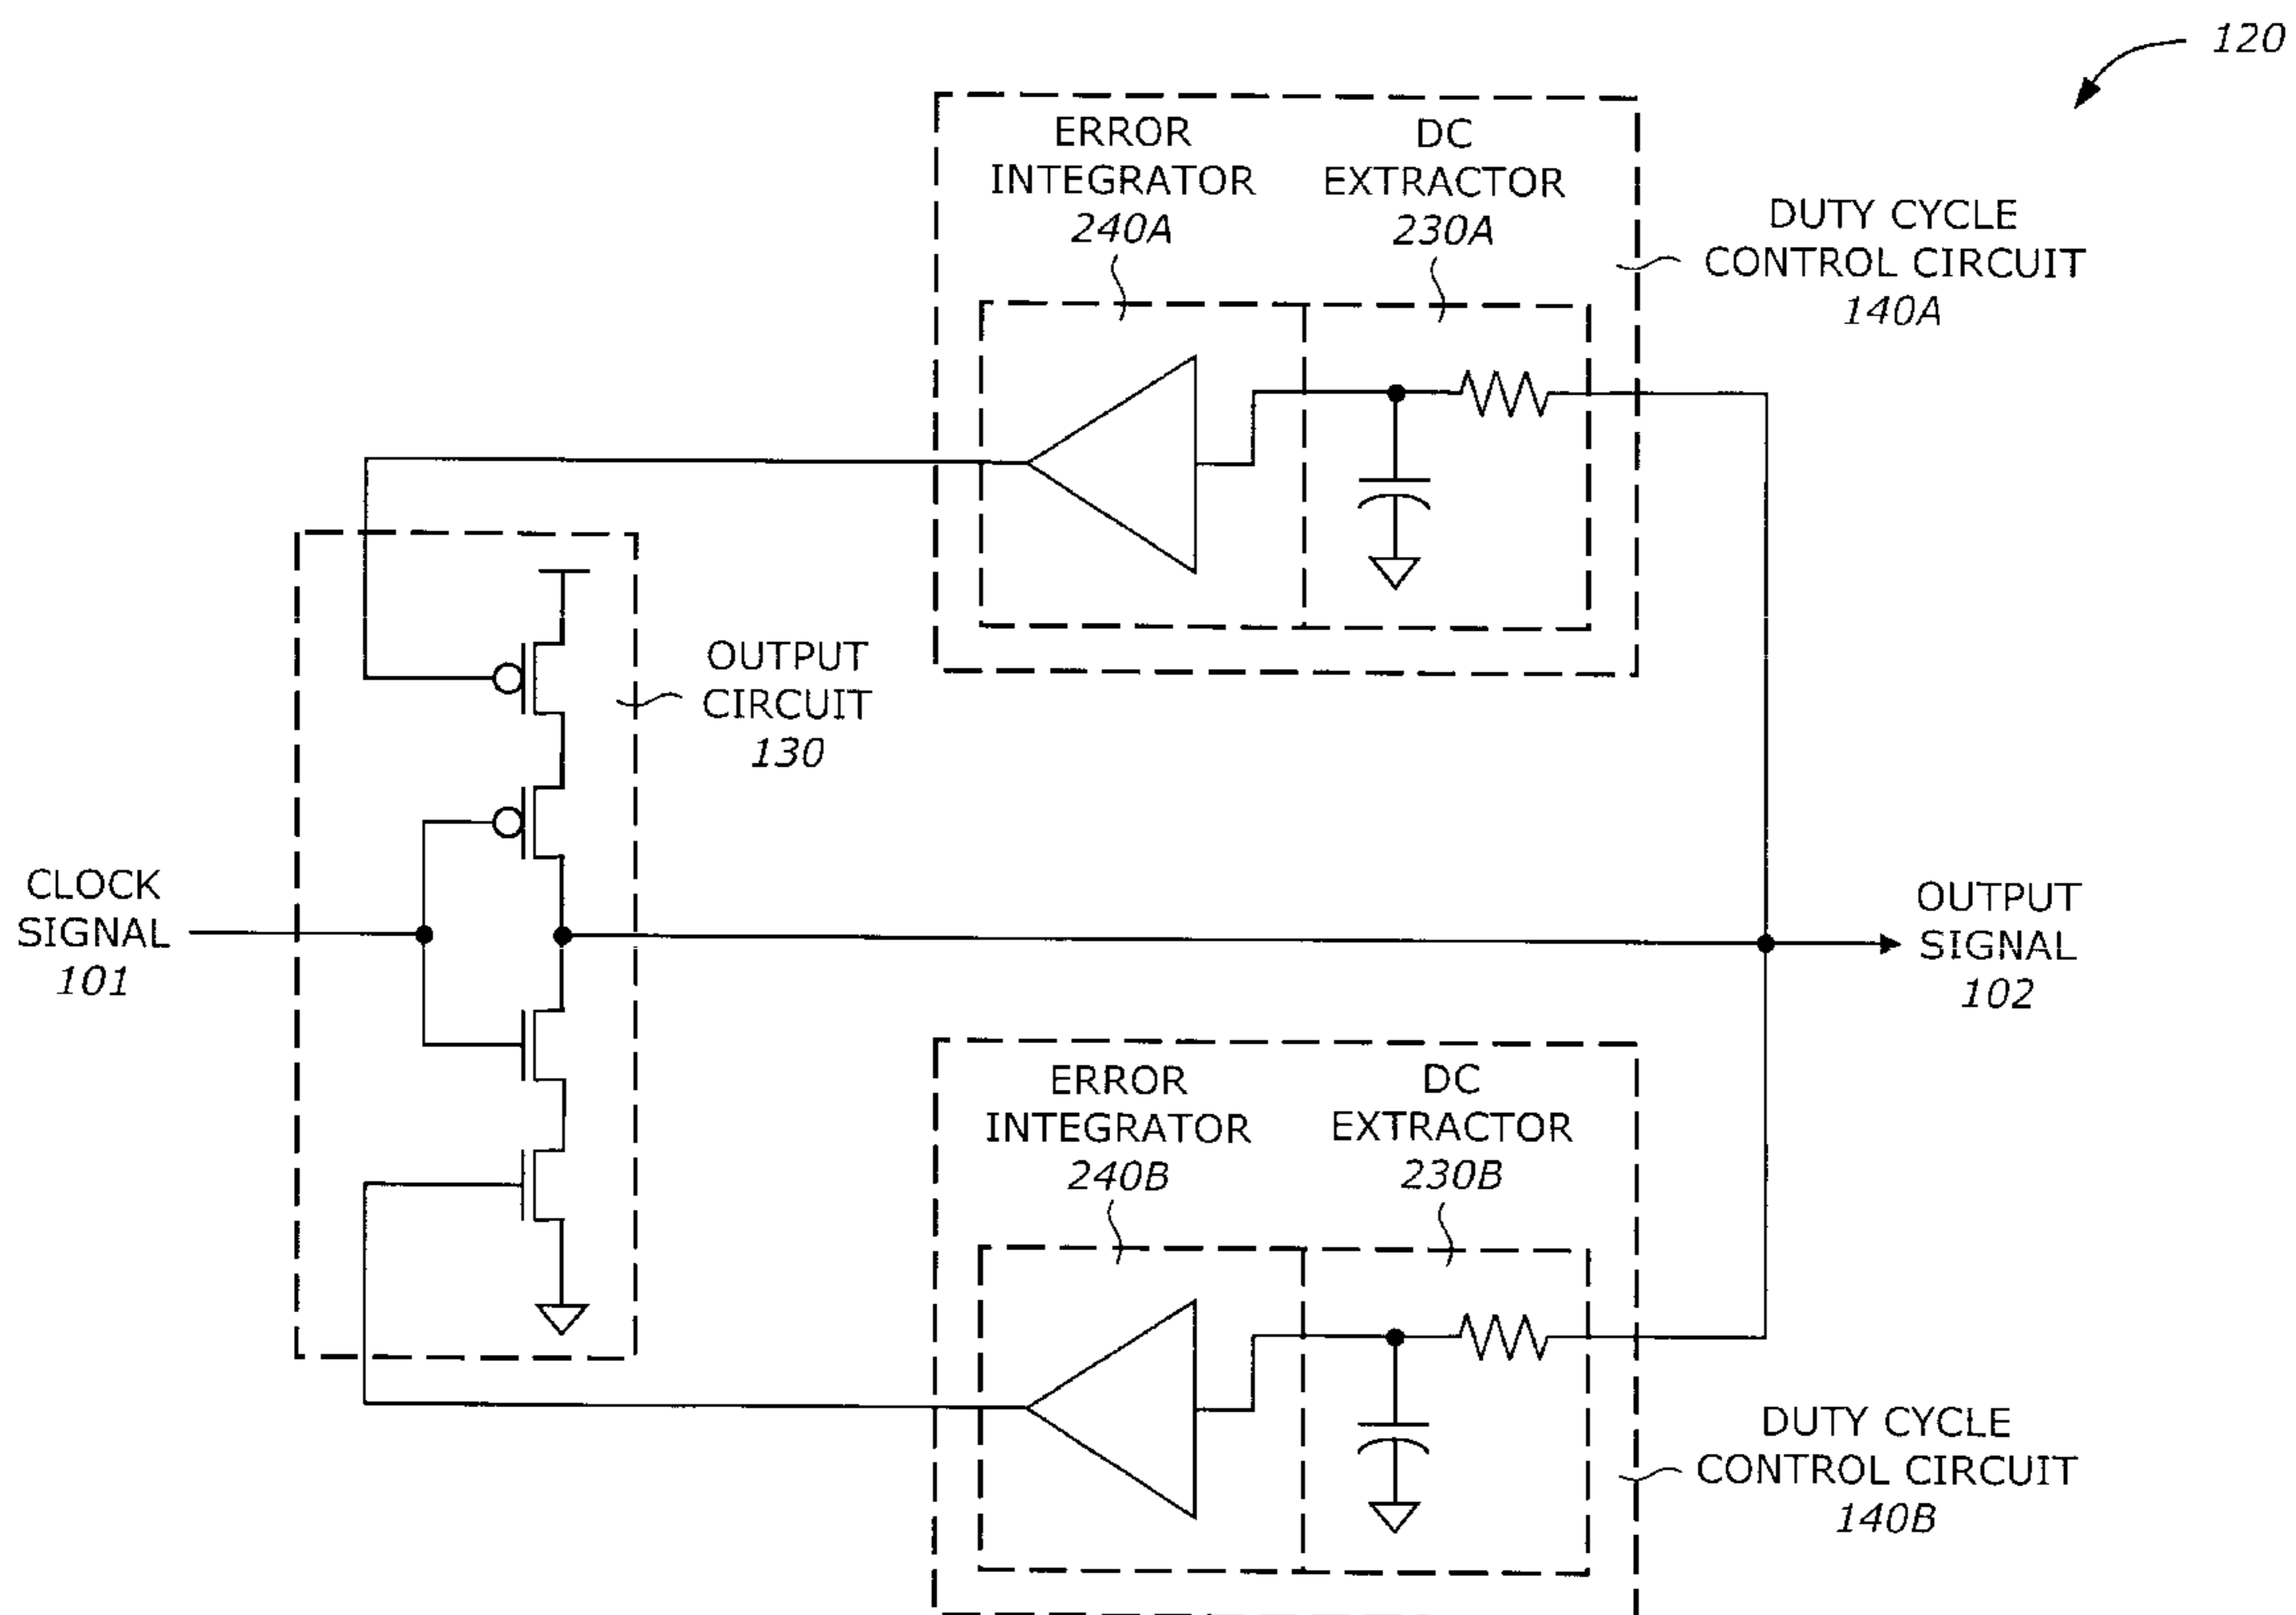 120
ERROR
INTEGRATOR
240A
DC
EXTRACTOR
230A
DUTY CYCLE
CONTROL CIRCUIT
140A
OUTPUT
CIRCUIT
130
CLOCK
SIGNAL
101
OUTPUT
SIGNAL
102
ERROR
INTEGRATOR
240B
DC
EXTRACTOR
230B
DUTY CYCLE
CONTROL CIRCUIT
140B